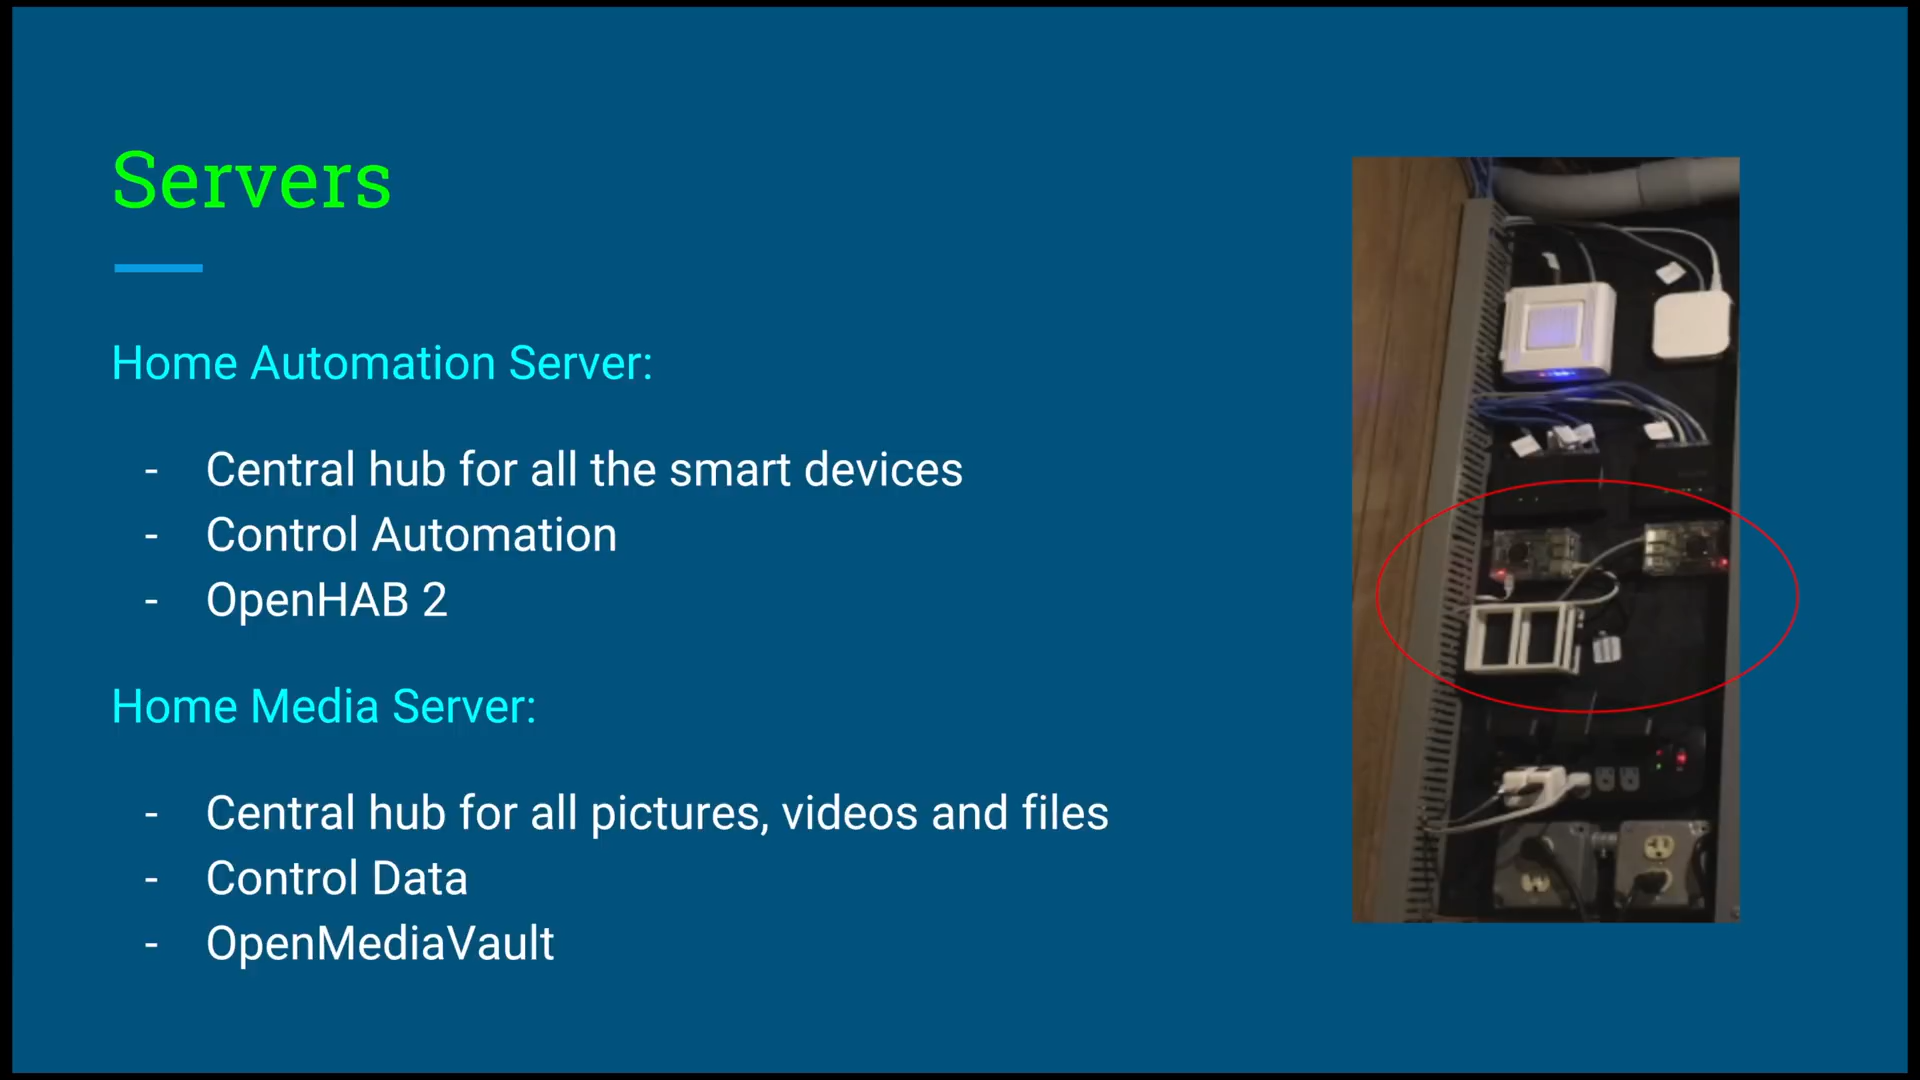 Servers
Home Automation Server:
- Central hub for all the smart devices
- Control Automation
- OpenHAB 2
Home Media Server:
- Central hub for all pictures, videos and files
- Control Data
- OpenMediaVault